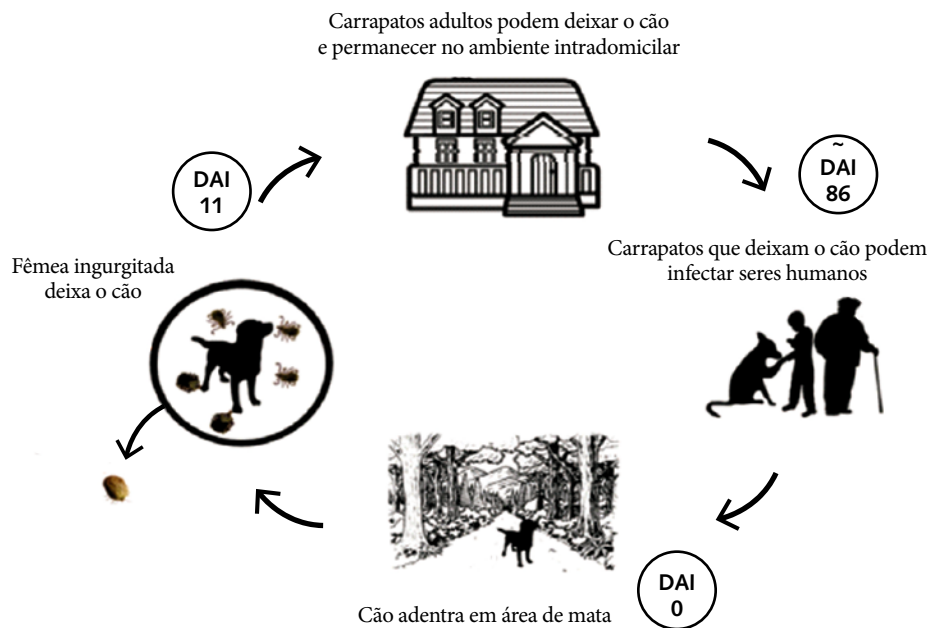 Carrapatos adultos podem deixar o cão
e permanecer no ambiente intradomicilar
DAI
11
~
DAI
86
Fêmea ingurgitada
deixa o cão
Carrapatos que deixam o cão podem
infectar seres humanos
Cão adentra em área de mata
DAI
0